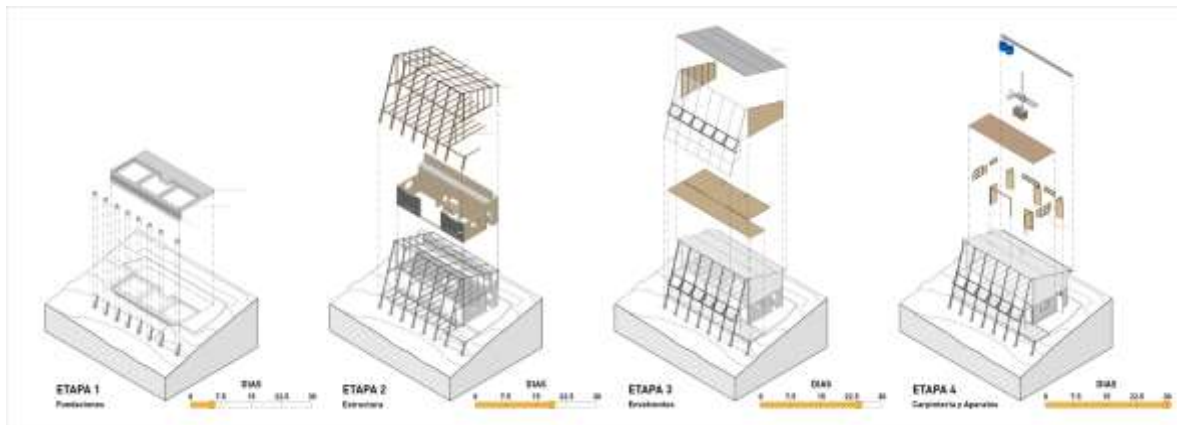 ETAPA 1
Fundaciones
DIAS
0 7.5 15 22.5 30
ETAPA 2
Estructura
DIAS
0 7.5 15 22.5 30
ETAPA 3
Envolventes
DIAS
0 7.5 15 22.5 30
ETAPA 4
Carpinteria y Aparatos
DIAS
0 7.5 15 22.5 30